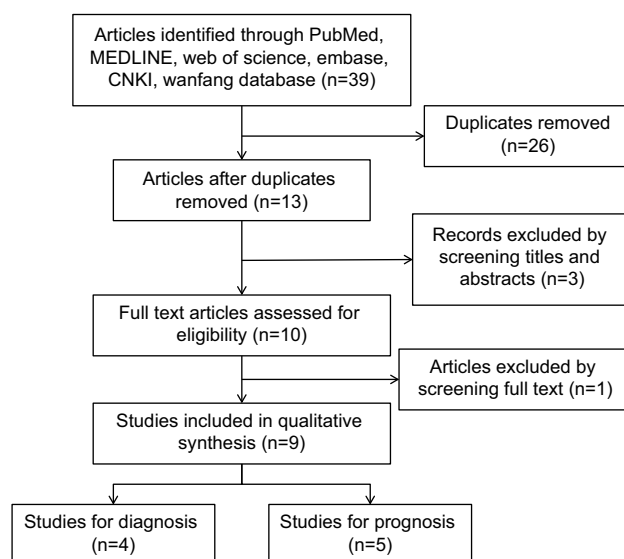 Articles identified through PubMed,
MEDLINE, web of science, embase,
CNKI, wanfang database (n=39)
Duplicates removed
(n=26)
Articles after duplicates
removed (n=13)
Records excluded by
screening titles and
abstracts (n=3)
Full text articles assessed for
eligibility (n=10)
Articles excluded by
screening full text (n=1)
Studies included in qualitative
synthesis (n=9)
Studies for diagnosis
(n=4)
Studies for prognosis
(n=5)